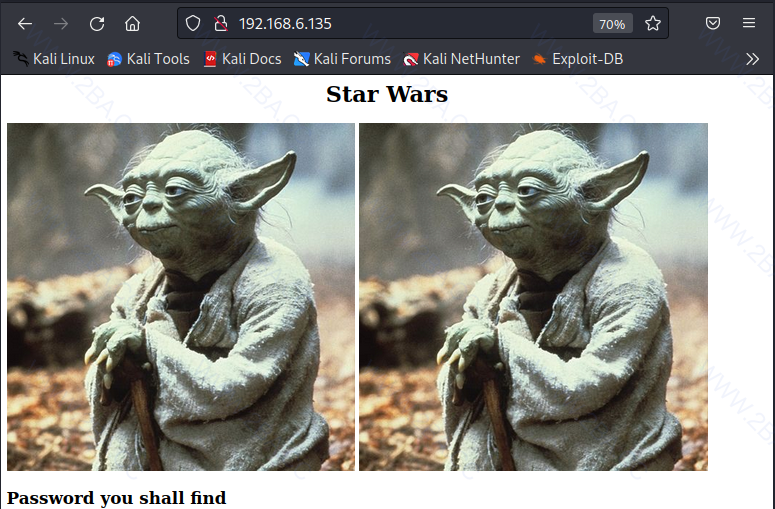 192.168.6.135 70%
Kali Linux Kali Tools Kali Docs Kali Forums Kali NetHunter Exploit-DB
Star Wars
Password you shall find